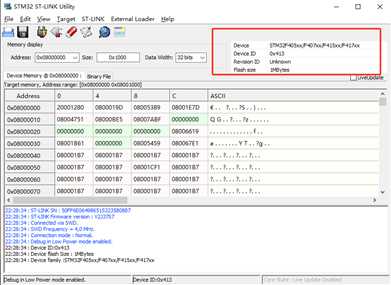 STM32 ST-LINK Utility
File Edit View Target ST-LINK External Loader Help
Memory display
Address: 0x08000000 Size: 0x1000 Data Width: 32 bits
Device STM32F405xx/F407xx/F415xx/F417xx
Device ID 0x413
Revision ID Unknown
Flash size 1MBytes
LiveUpdate
Device Memory @ 0x08000000 : Binary File
Target memory, Address range: [0x08000000 0x08001000]
Address 0 4 8 C ASCII
0x08000000 20001280 0800019D 08005389 08001E7D
0x08000010 08004751 08000BE5 08007ABF 00000000
0x08000020 00000000 00000000 00000000 08006619
0x08000030 08001B61 00000000 08005459 080067E1
0x08000040 080001B7 080001B7 080001B7 080001B7
0x08000050 080001B7 080001B7 08001CF1 080001B7
0x08000060 080001B7 080001B7 080001B7 080001B7
0x08000070 080001B7 080001B7 080001B7 080001B7
22:28:34 : ST-LINK SN : 50FF6E064986515323580887
22:28:34 : ST-LINK Firmware version : V2J37S7
22:28:34 : Connected via SWD.
22:28:34 : SWD Frequency = 4,0 MHz.
22:28:34 : Connection mode : Normal.
22:28:34 : Debug in Low Power mode enabled.
22:28:34 : Device ID:0x413
22:28:34 : Device flash Size : 1MBytes
22:28:34 : Device family :STM32F405xx/F407xx/F415xx/F417xx
Debug in Low Power mode enabled. Device ID:0x413 Core State : Live Update Disabled